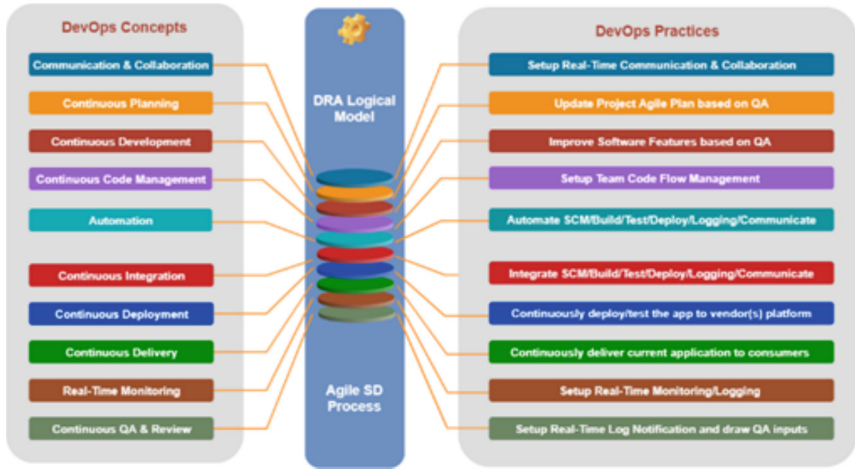 DevOps Concepts
Communication & Collaboration
Continuous Planning
Continuous Development
Continuous Code Management
Automation
Continuous Integration
Continuous Deployment
Continuous Delivery
Real-Time Monitoring
Continuous QA & Review
DRA Logical
Model
Agile SD
Process
DevOps Practices
Setup Real-Time Communication & Collaboration
Update Project Agile Plan based on QA
Improve Software Features based on QA
Setup Team Code Flow Management
Automate SCM/Build/Test/Deploy/Logging/Communicate
Integrate SCM/Build/Test/Deploy/Logging/Communicate
Continuously deploy/test the app to vendor(s) platform
Continuously deliver current application to consumers
Setup Real-Time Monitoring/Logging
Setup Real-Time Log Notification and draw QA inputs